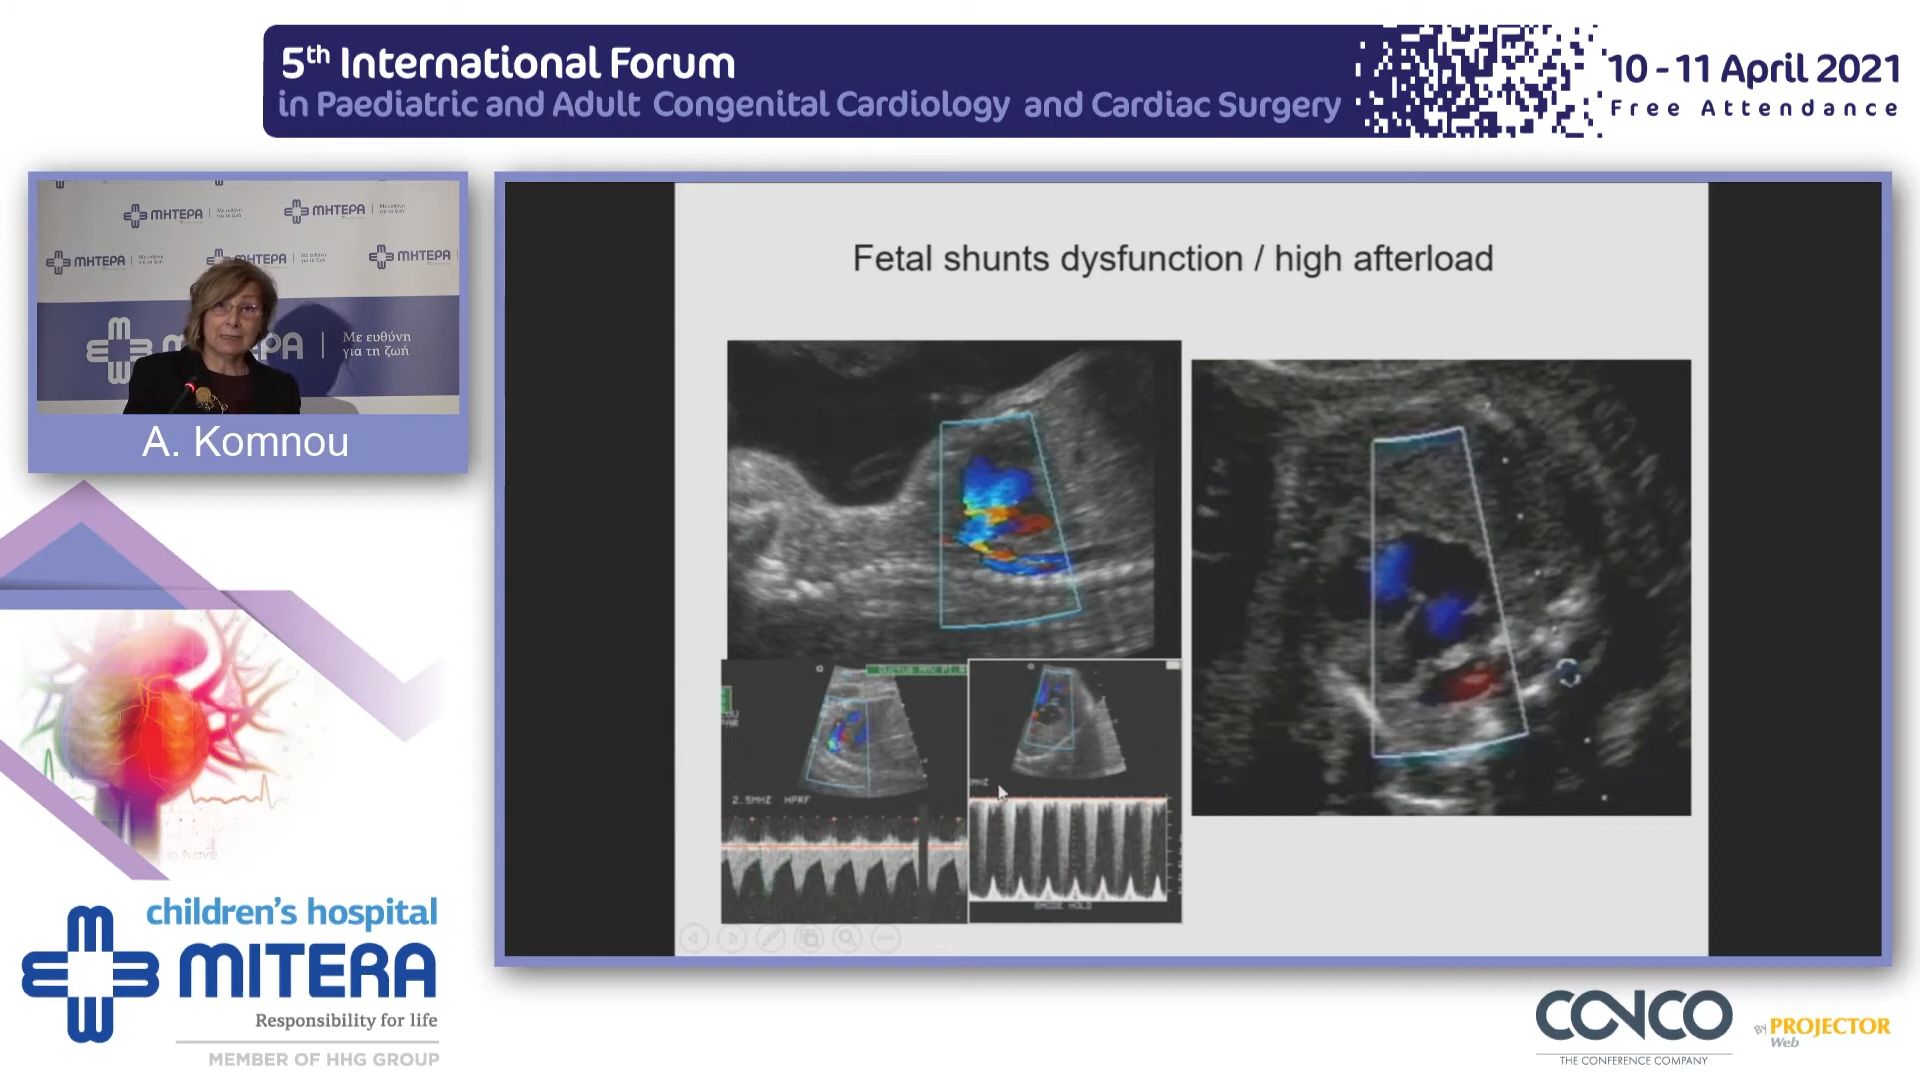 5th International Forum
in Paediatric and Adult Congenital Cardiology and Cardiac Surgery
10 - 11 April 2021
Free Attendance
ΜΗΤΕΡΑ
ΜΗΤΕΡΑ
ΜΗΤΕΡΑ
ΜΗΤΕΡΑ
Με ευθύνη
για τη ζωή
A. Komnou
Fetal shunts dysfunction / high afterload
2.5MHZ HPRF
MHZ
children's hospital
MITERA
Responsibility for life
MEMBER OF HHG GROUP
CONCO
THE CONFERENCE COMPANY
BY PROJECTOR
Web